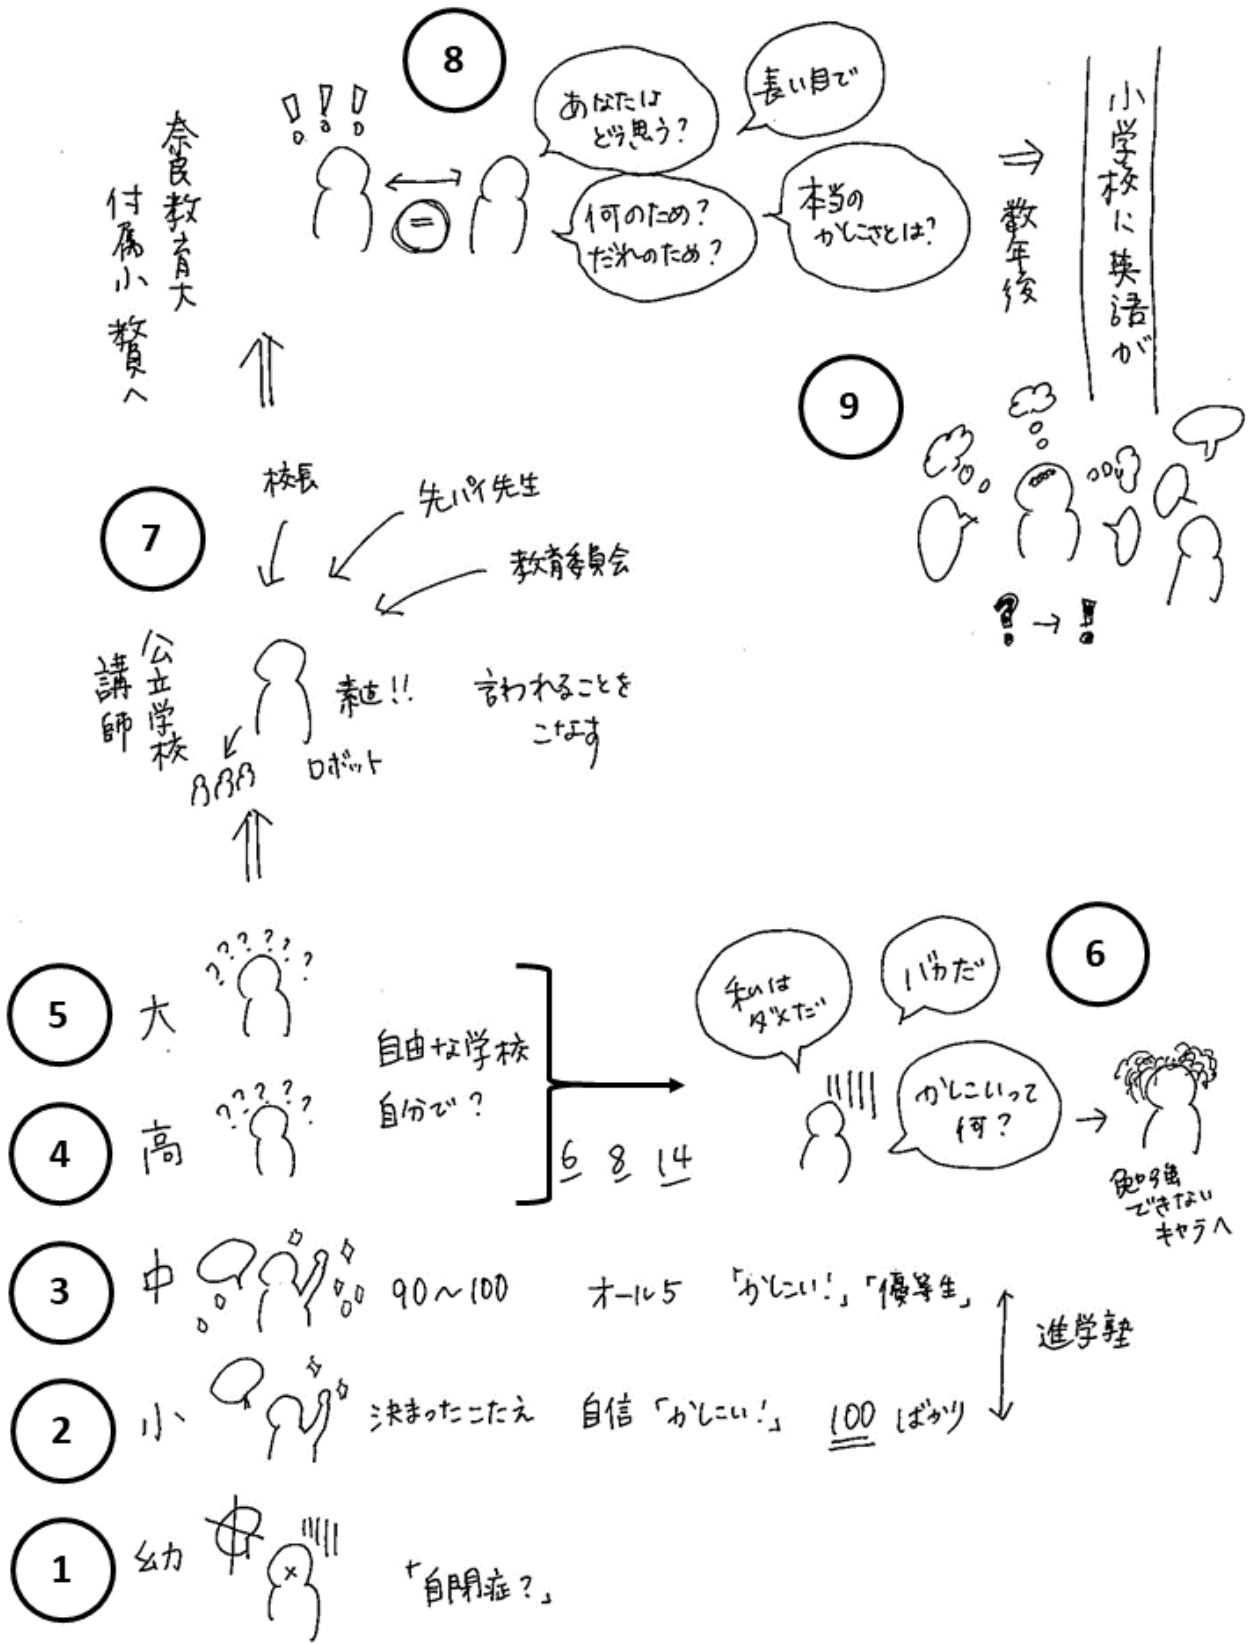 8
あなたは
どう思う?
長い目で
何のため?
だれのため?
本当の
かしこさとは?
=
⇒
数年後
小学校に英語が
奈良教育大
付属小 教員へ
9
? → !
7
校長
先パイ先生
教育委員会
公立学校
講師
素直!!
ロボット
言われることを
こなす
6
私は
ダメだ
バカだ
かしこいって
何?
勉強
できない
キャラへ
5
大
??????
自由な学校
4
高
??????
自分で?
6 8 14
3
中
90〜100 オール5 「かしこい!」「優等生」
進学塾
2
小
決まったこたえ 自信「かしこい!」 100 ばかり
1
幼
「自閉症?」